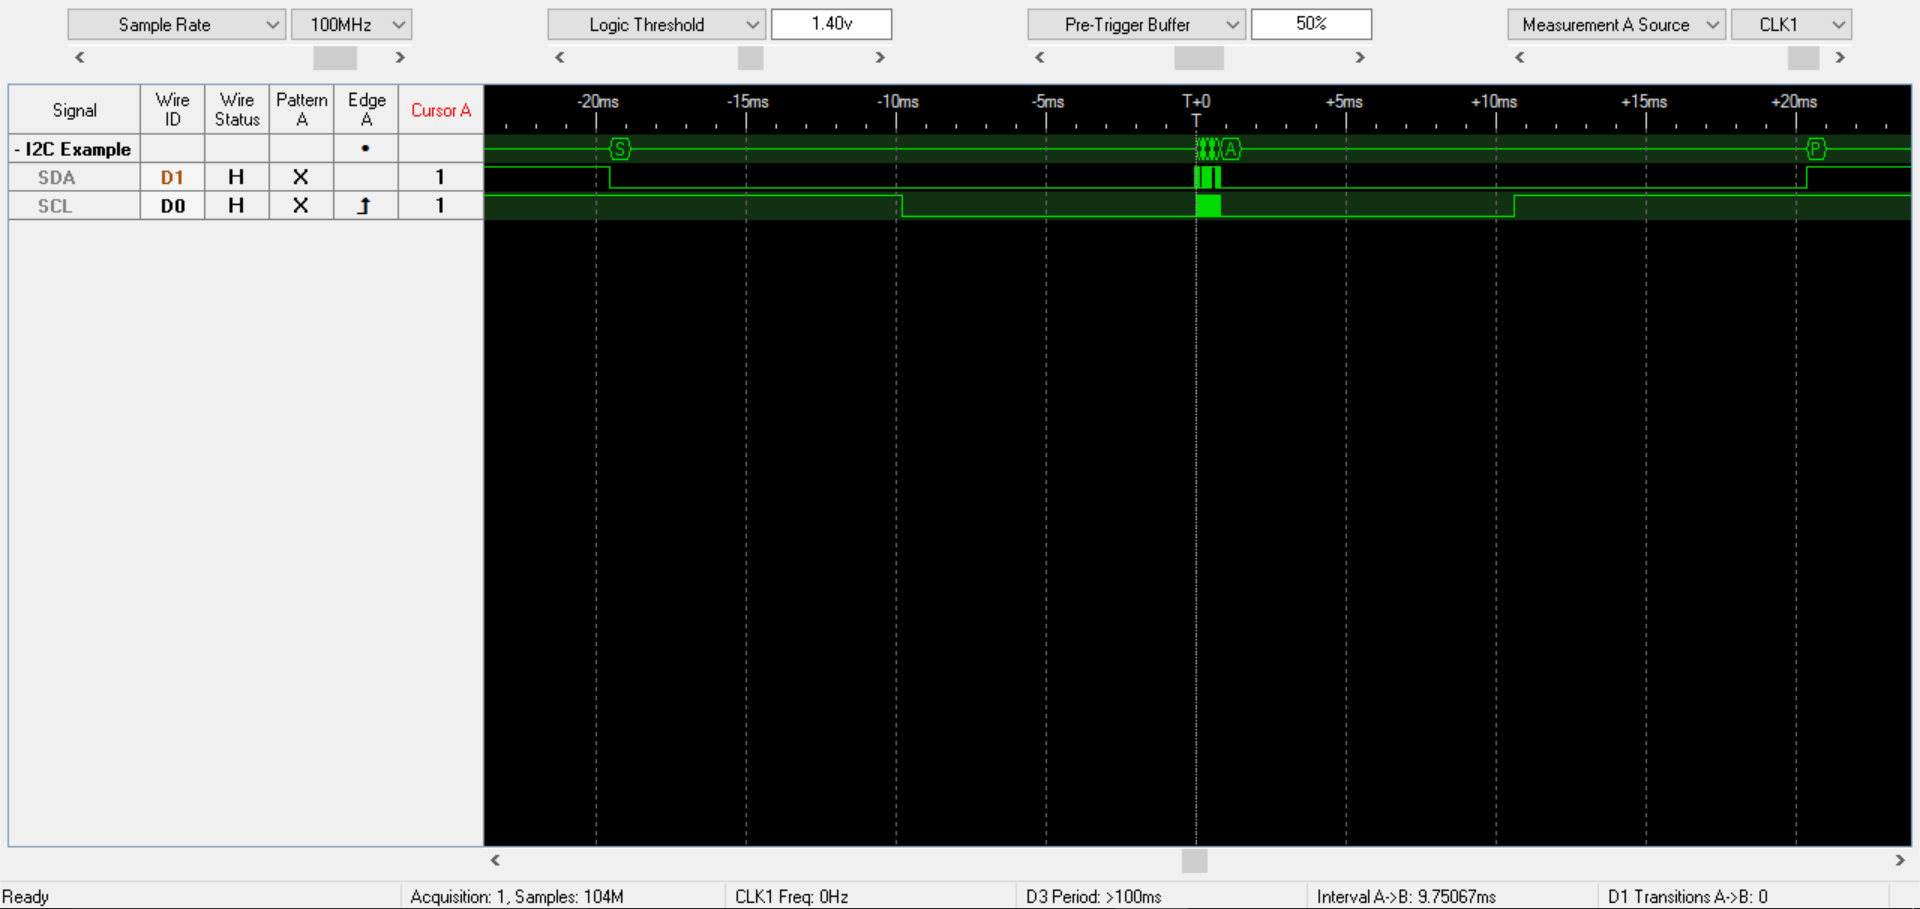 Sample Rate 100MHz Logic Threshold 1.40v Pre-Trigger Buffer 50% Measurement A Source CLK1
Signal Wire ID Wire Status Pattern A Edge A Cursor A -20ms -15ms -10ms -5ms T+0 +5ms +10ms +15ms +20ms
T
- I2C Example S A P
SDA D1 H X 1
SCL D0 H X 1
Ready Acquisition: 1, Samples: 104M CLK1 Freq: 0Hz D3 Period: >100ms Interval A->B: 9.75067ms D1 Transitions A->B: 0